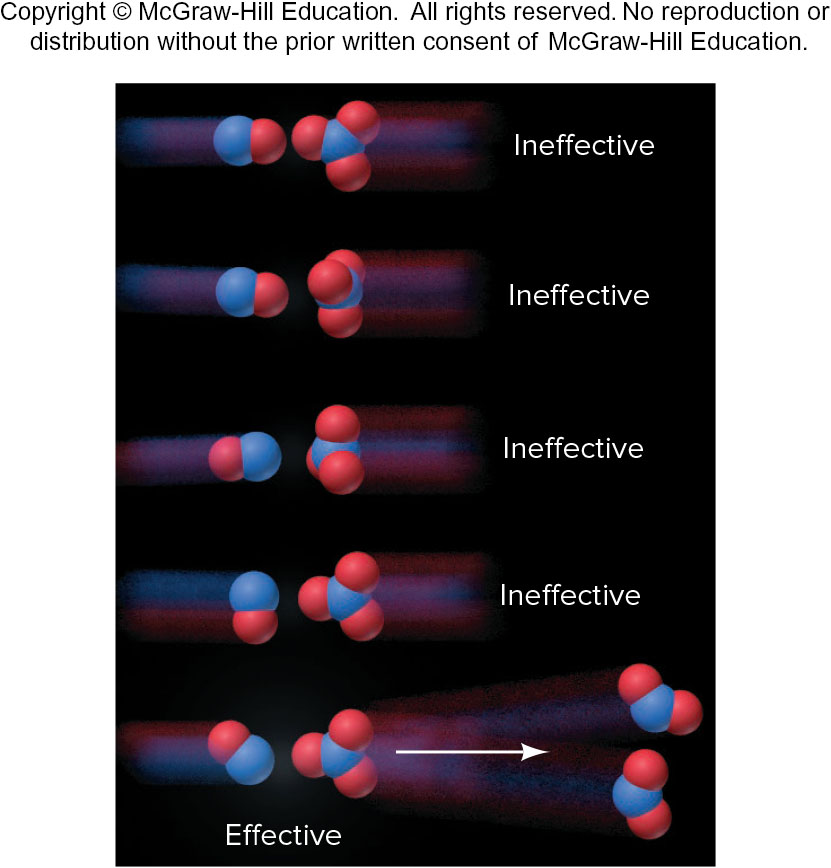 Copyright © McGraw-Hill Education. All rights reserved. No reproduction or
distribution without the prior written consent of McGraw-Hill Education.
Ineffective
Ineffective
Ineffective
Ineffective
Effective